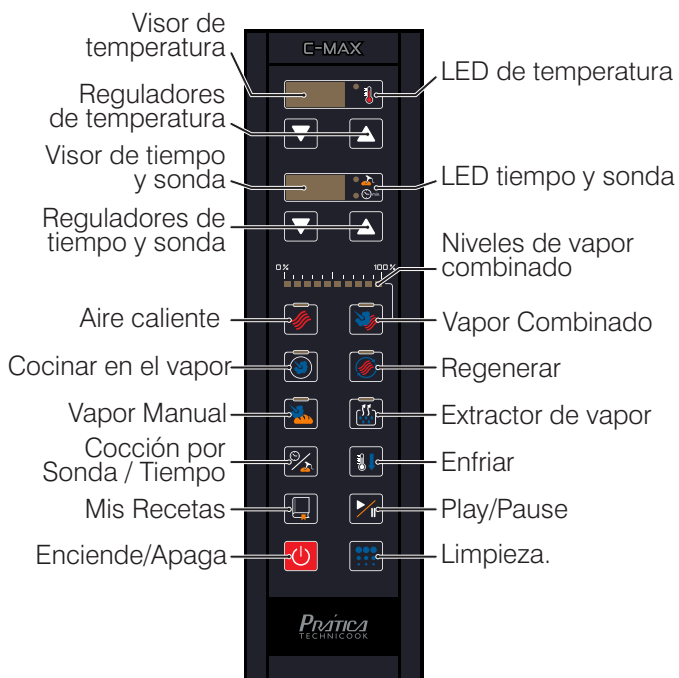 Visor de
temperatura
C-MAX
LED de temperatura
Reguladores
de temperatura
Visor de tiempo
y sonda
LED tiempo y sonda
Reguladores de
tiempo y sonda
Niveles de vapor
combinado
0% 100%
Aire caliente
Vapor Combinado
Cocinar en el vapor
Regenerar
Vapor Manual
Extractor de vapor
Cocción por
Sonda / Tiempo
Enfriar
Mis Recetas
Play/Pause
Enciende/Apaga
Limpieza.
PRÁTICA
TECHNICOOK